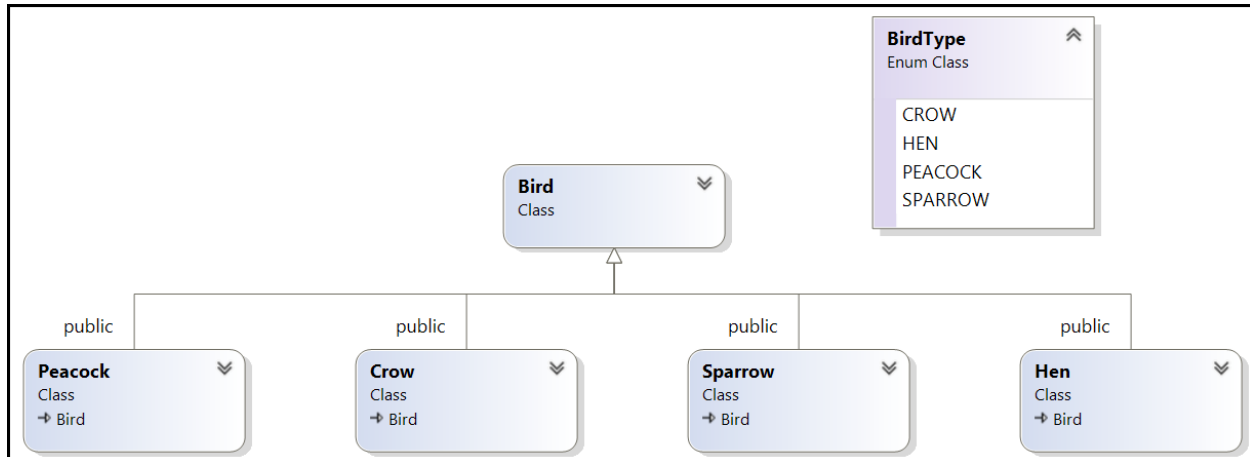 BirdType
Enum Class
CROW
HEN
PEACOCK
SPARROW
Bird
Class
public
public
public
public
Peacock
Class
Bird
Crow
Class
Bird
Sparrow
Class
Bird
Hen
Class
Bird